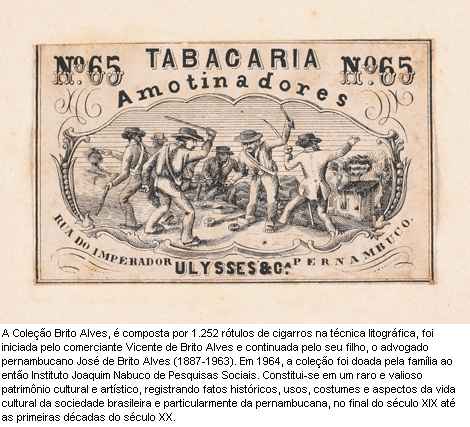 No. 65 TABACARIA No. 65
Amotinadores
RUA DO IMPERADOR PERNAMBUCO.
ULYSSES & Ca.
A Coleção Brito Alves, é composta por 1.252 rótulos de cigarros na técnica litográfica, foi
iniciada pelo comerciante Vicente de Brito Alves e continuada pelo seu filho, o advogado
pernambucano José de Brito Alves (1887-1963). Em 1964, a coleção foi doada pela família ao
então Instituto Joaquim Nabuco de Pesquisas Sociais. Constitui-se em um raro e valioso
patrimônio cultural e artístico, registrando fatos históricos, usos, costumes e aspectos da vida
cultural da sociedade brasileira e particularmente da pernambucana, no final do século XIX até
as primeiras décadas do século XX.